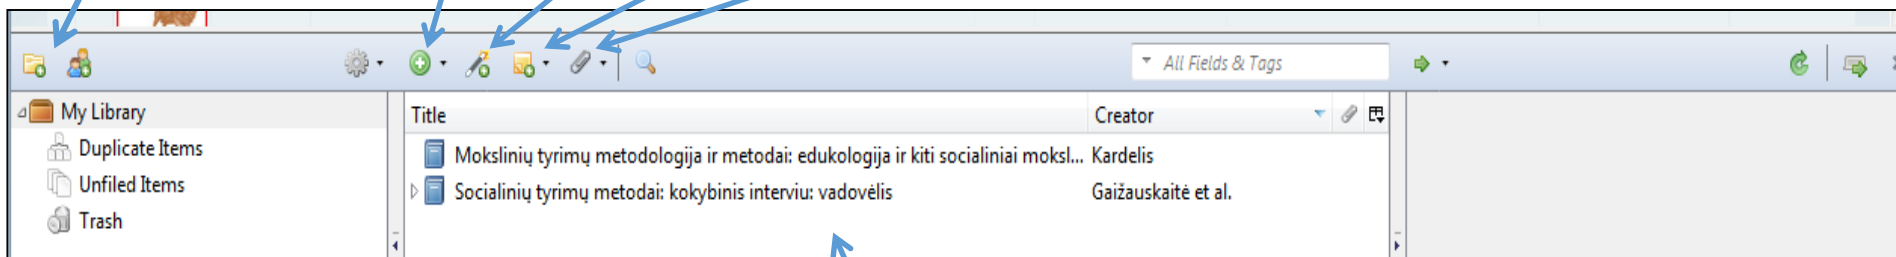 All Fields & Tags
My Library
Duplicate Items
Unfiled Items
Trash
Title Creator
Mokslinių tyrimų metodologija ir metodai: edukologija ir kiti socialiniai moksl... Kardelis
Socialinių tyrimų metodai: kokybinis interviu: vadovėlis Gaižauskaitė et al.